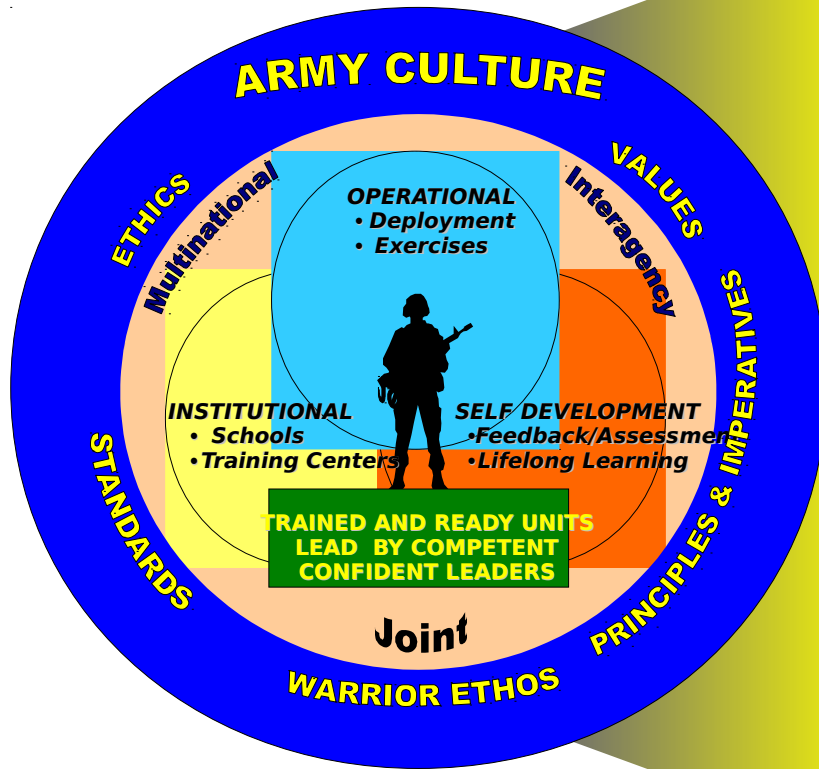 ARMY CULTURE
ETHICS
VALUES
Multinational
Interagency
OPERATIONAL
• Deployment
• Exercises
INSTITUTIONAL
• Schools
•Training Centers
SELF DEVELOPMENT
•Feedback/Assessmen
•Lifelong Learning
STANDARDS
PRINCIPLES & IMPERATIVES
TRAINED AND READY UNITS
LEAD BY COMPETENT
CONFIDENT LEADERS
Joint
WARRIOR ETHOS